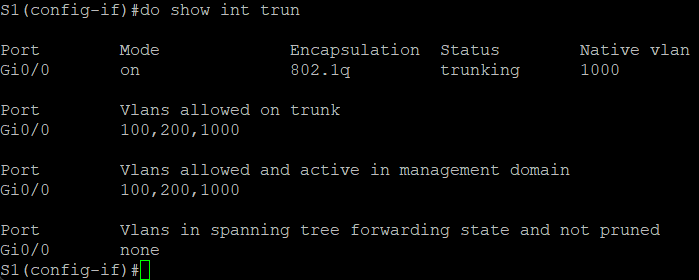 S1(config-if)#do show int trun
Port Mode Encapsulation Status Native vlan
Gi0/0 on 802.1q trunking 1000
Port Vlans allowed on trunk
Gi0/0 100,200,1000
Port Vlans allowed and active in management domain
Gi0/0 100,200,1000
Port Vlans in spanning tree forwarding state and not pruned
Gi0/0 none
S1(config-if)#